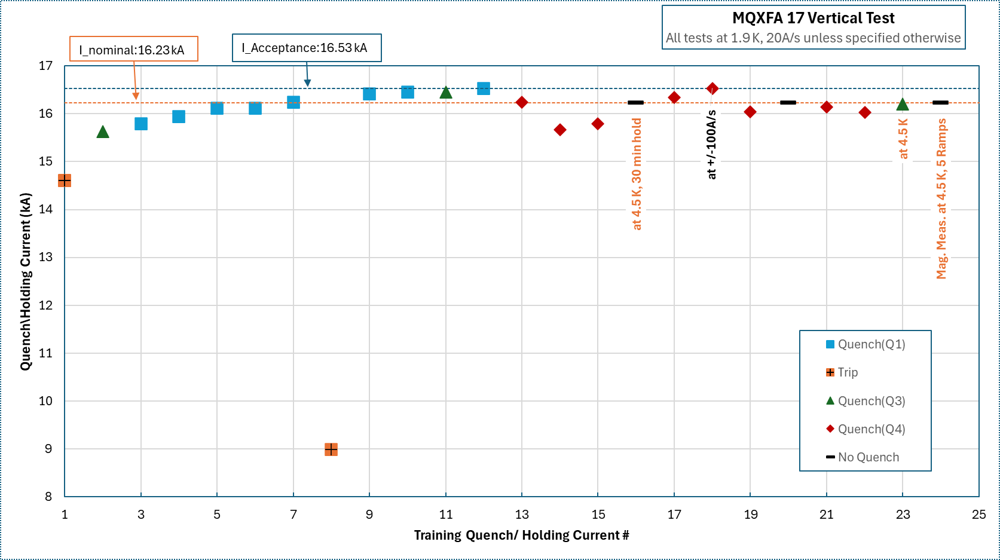 MQXFA 17 Vertical Test
All tests at 1.9 K, 20A/s unless specified otherwise
I_nominal:16.23 kA
I_Acceptance:16.53 kA
17
16
15
14
13
12
11
10
9
8
Quench\Holding Current (kA)
at 4.5 K, 30 min hold
at +/-100A/s
at 4.5 K
Mag. Meas. at 4.5 K, 5 Ramps
Quench(Q1)
Trip
Quench(Q3)
Quench(Q4)
No Quench
1 3 5 7 9 11 13 15 17 19 21 23 25
Training Quench/ Holding Current #